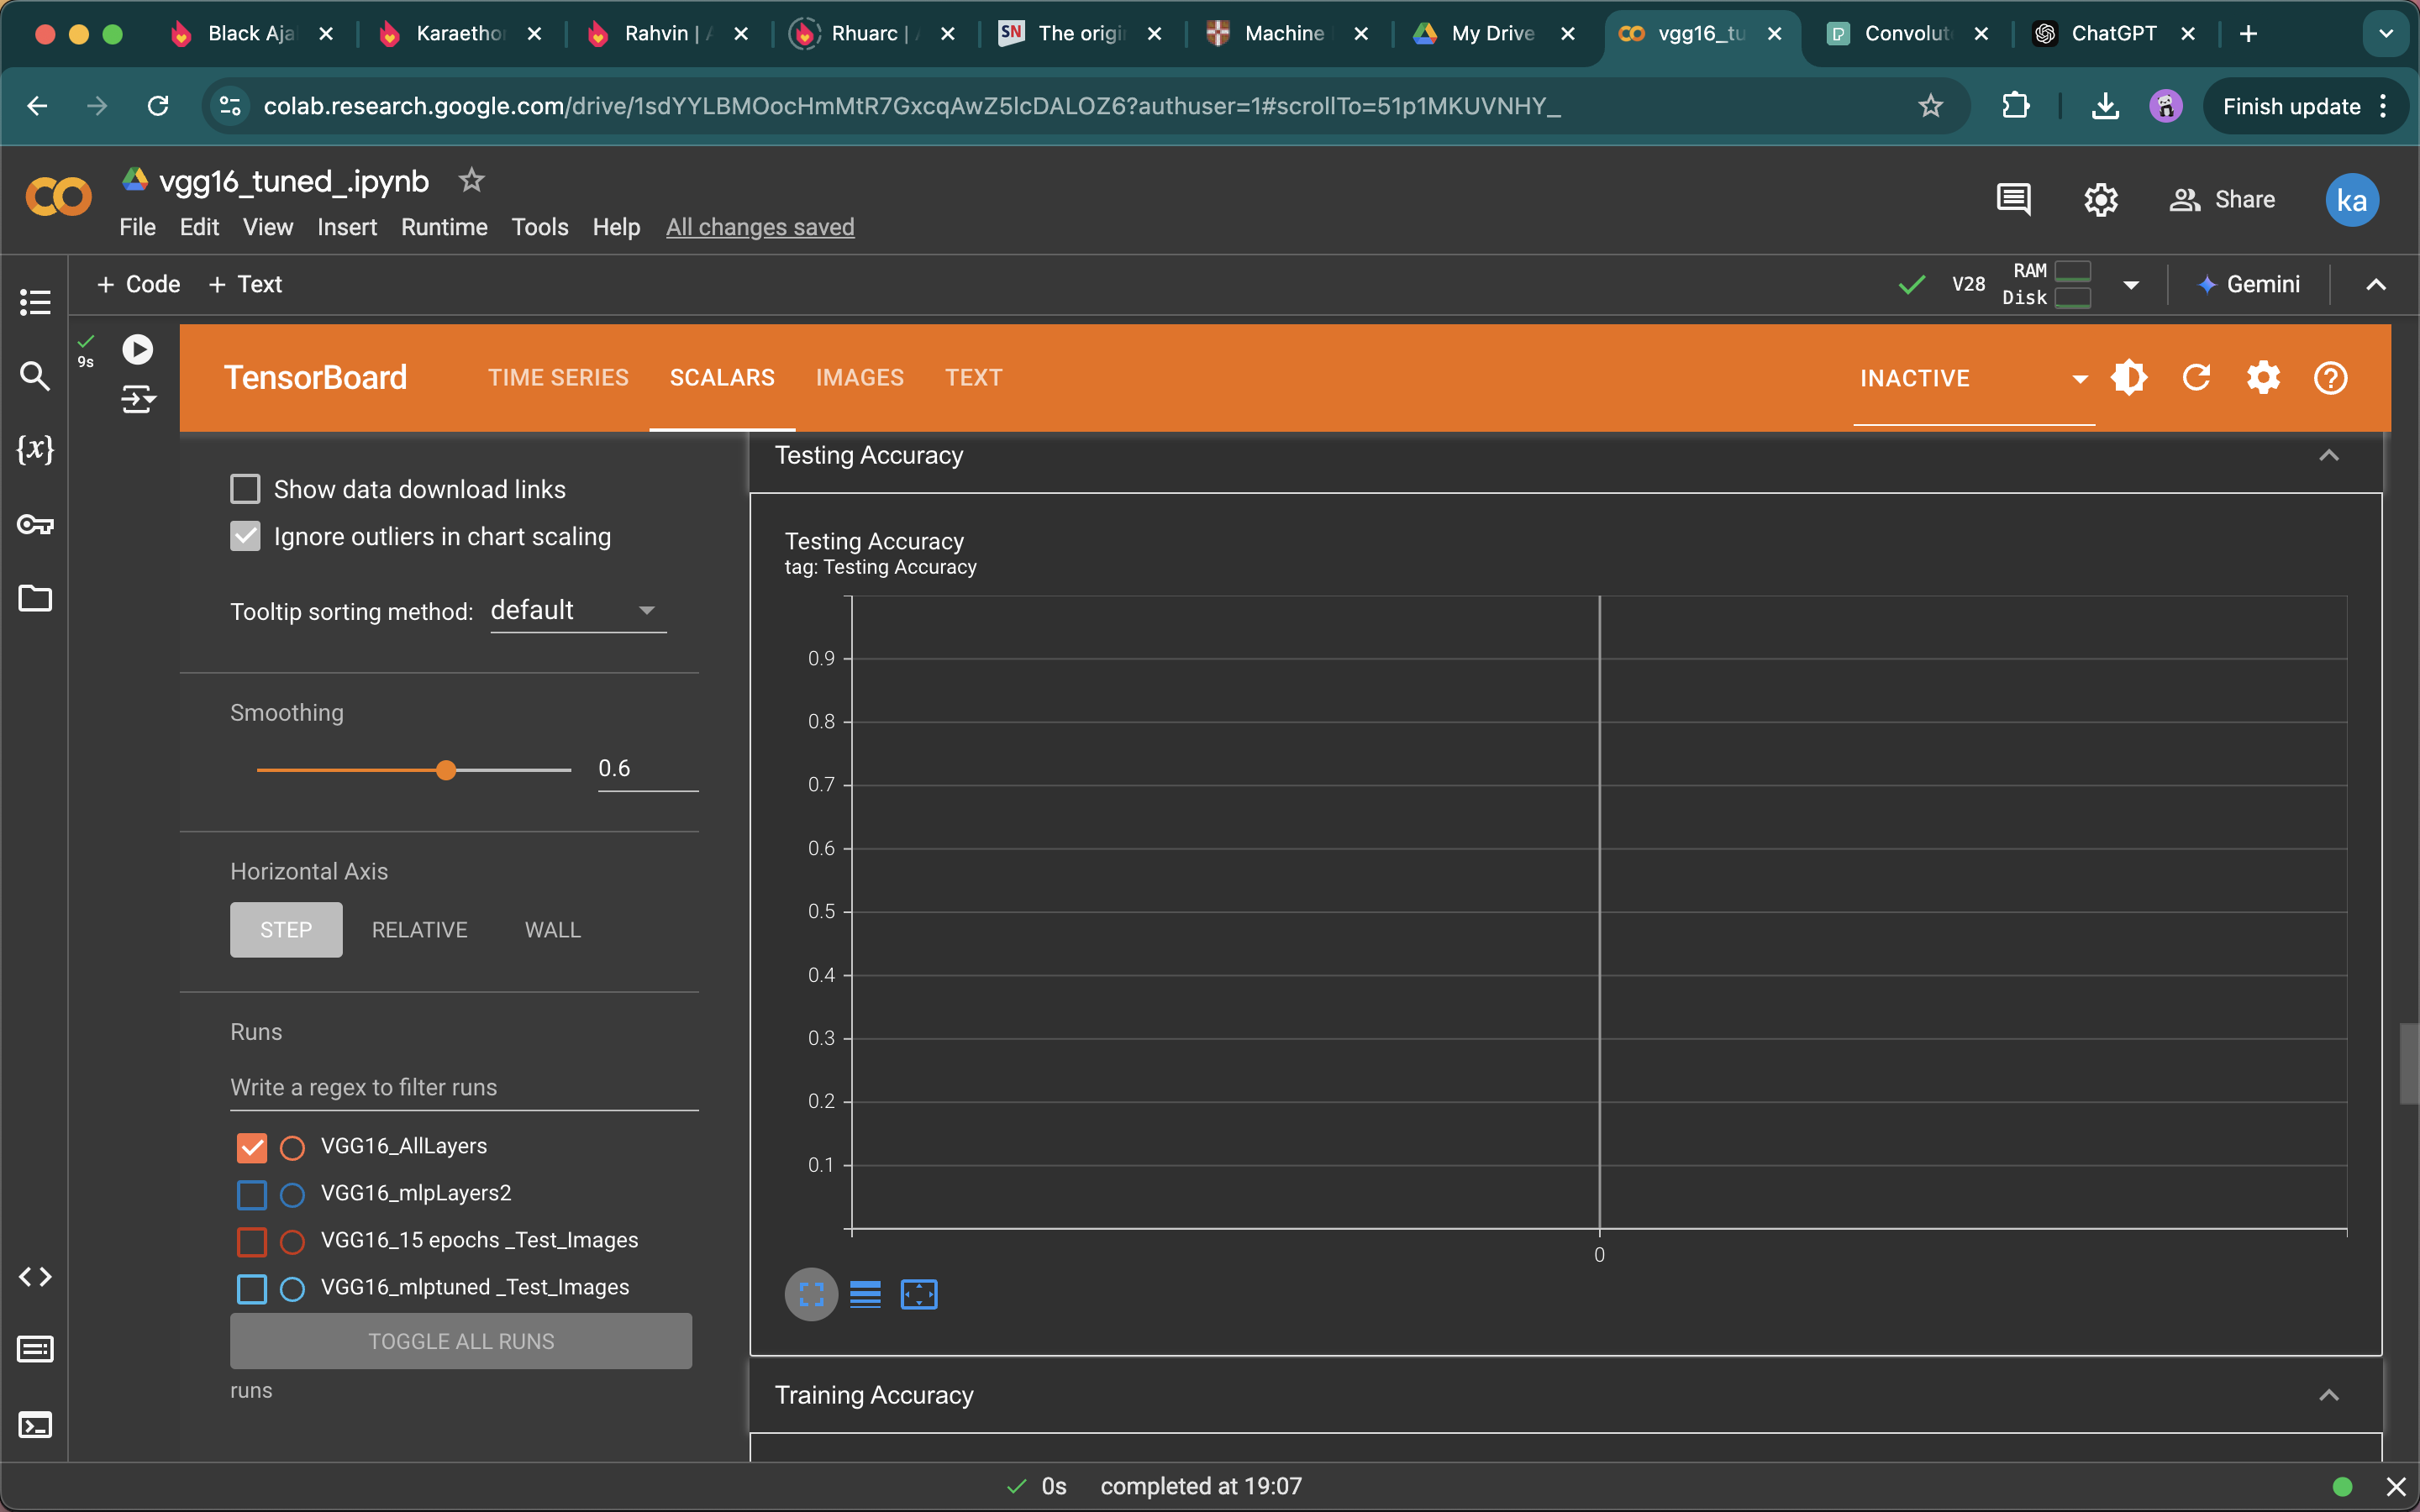 Black Aja
Karaetho
Rahvin | A
Rhuarc | A
SN The origi
Machine
My Drive
vgg16_tu
P Convolut
ChatGPT
colab.research.google.com/drive/1sdYYLBMOocHmMtR7GxcqAwZ5lcDALOZ6?authuser=1#scrollTo=51p1MKUVNHY_
Finish update
vgg16_tuned_.ipynb
Share
ka
File Edit View Insert Runtime Tools Help All changes saved
+ Code + Text
V28
RAM
Disk
Gemini
{x}
9s
TensorBoard
TIME SERIES SCALARS IMAGES TEXT
INACTIVE
Show data download links
Ignore outliers in chart scaling
Tooltip sorting method: default
Smoothing
0.6
Horizontal Axis
STEP RELATIVE WALL
Runs
Write a regex to filter runs
VGG16_AllLayers
VGG16_mlpLayers2
VGG16_15 epochs _Test_Images
VGG16_mlptuned _Test_Images
TOGGLE ALL RUNS
runs
Testing Accuracy
Testing Accuracy
tag: Testing Accuracy
0.9
0.8
0.7
0.6
0.5
0.4
0.3
0.2
0.1
0
Training Accuracy
0s completed at 19:07